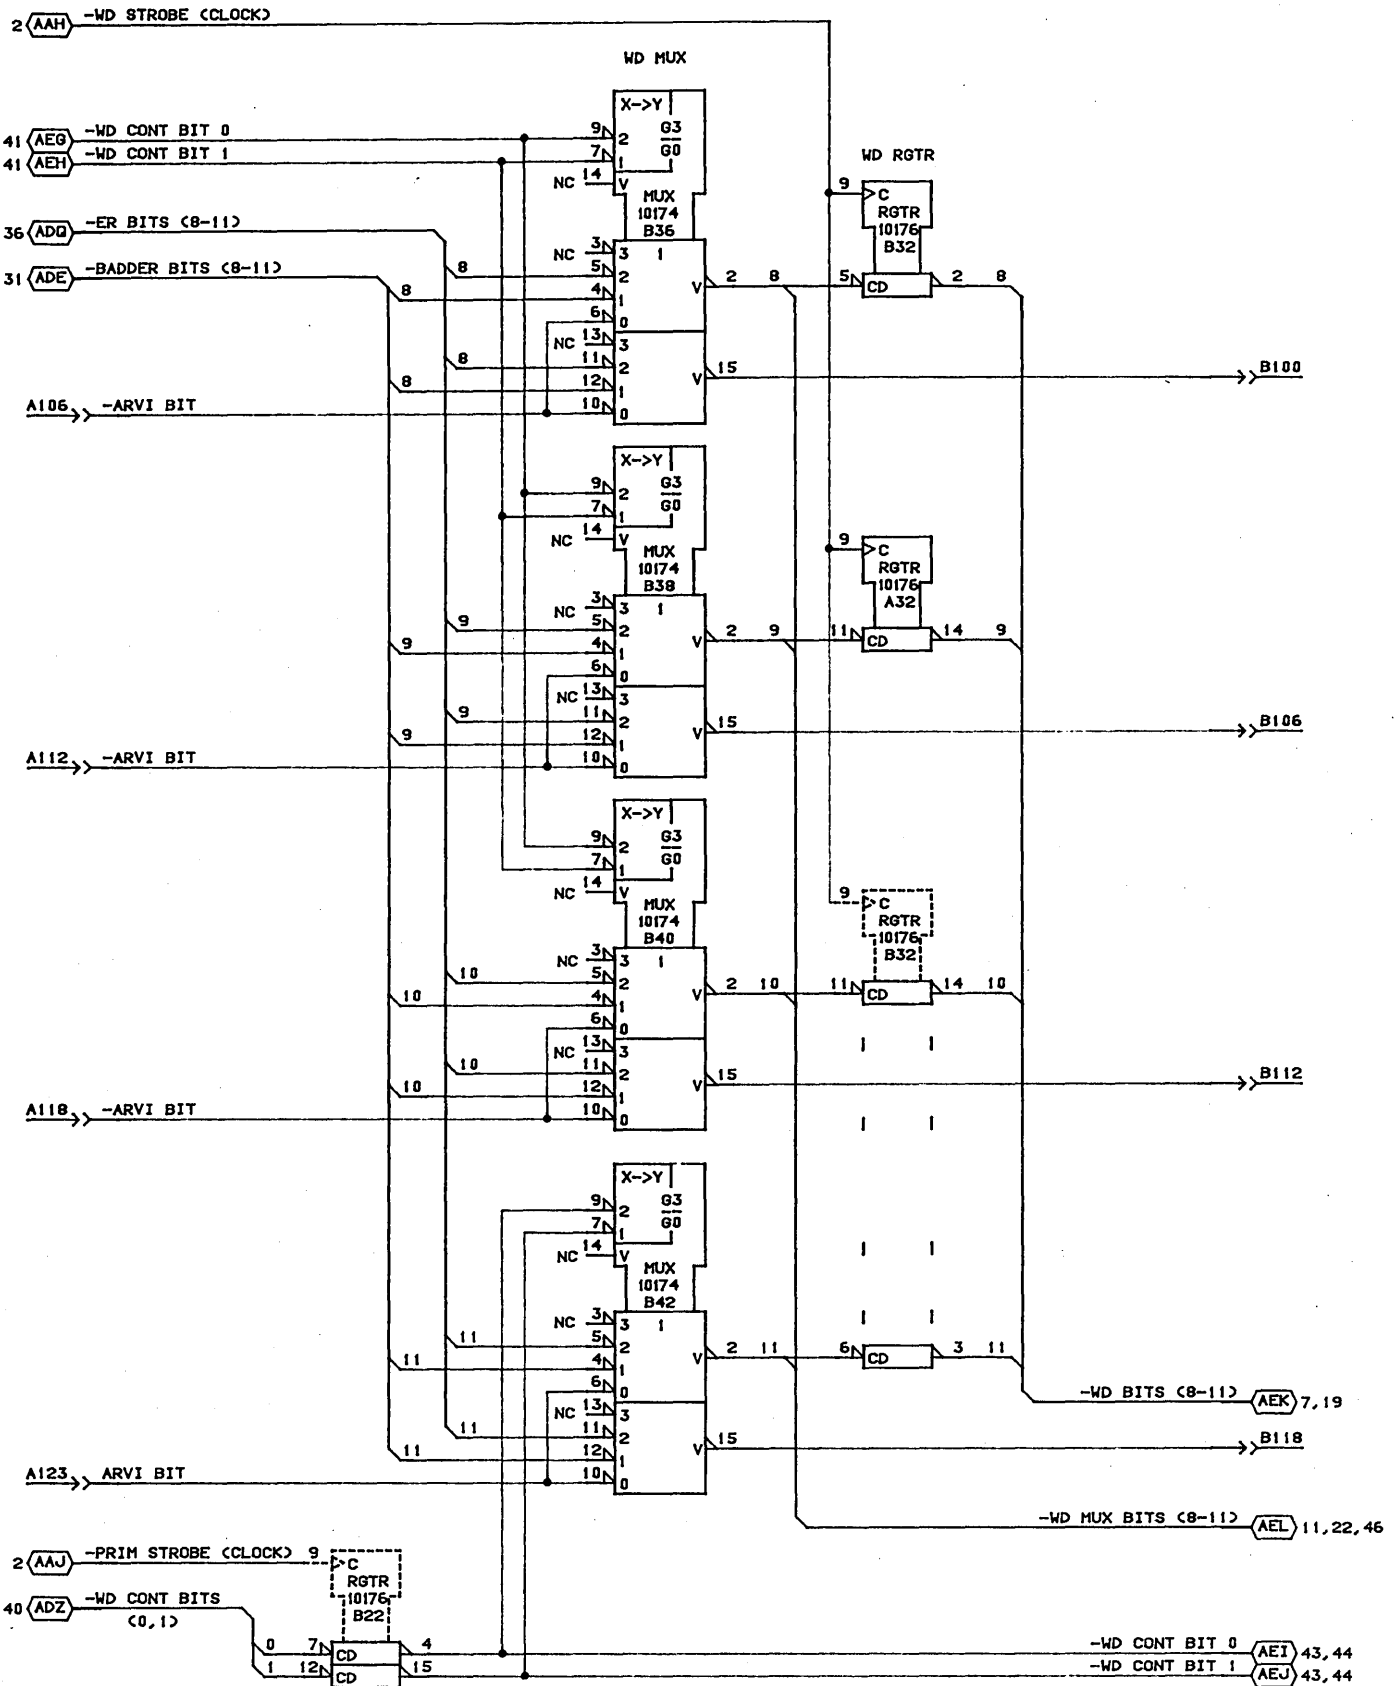 2 AAH -WD STROBE (CLOCK)
WD MUX
X->Y
41 AEG -WD CONT BIT 0 9 2 G3
41 AEH -WD CONT BIT 1 7 1 G0
WD RGTR
NC 14 V
9 C
MUX
10174
B36
RGTR
10176
B32
36 ADQ -ER BITS (8-11)
NC 3 3 1
31 ADE -BADDER BITS (8-11)
8 5 2
8 4 1 V 2 8 5 CD 2 8
6 0
NC 13 3
8 11 2
8 12 1 V 15 B100
A106 -ARVI BIT 10 0
X->Y
9 2 G3
7 1 G0
NC 14 V
9 C
MUX
10174
B38
RGTR
10176
A32
NC 3 3 1
9 5 2
9 4 1 V 2 9 11 CD 14 9
6 0
NC 13 3
9 11 2
9 12 1 V 15 B106
A112 -ARVI BIT 10 0
X->Y
9 2 G3
7 1 G0
NC 14 V
9 C
MUX
10174
B40
RGTR
10176
B32
NC 3 3 1
10 5 2
10 4 1 V 2 10 11 CD 14 10
6 0
NC 13 3
10 11 2
10 12 1 V 15 B112
A118 -ARVI BIT 10 0
X->Y
9 2 G3
7 1 G0
NC 14 V
MUX
10174
B42
NC 3 3 1
11 5 2
11 4 1 V 2 11 6 CD 3 11
6 0
-WD BITS (8-11) AEK 7,19
NC 13 3
11 11 2
11 12 1 V 15 B118
A123 ARVI BIT 10 0
-WD MUX BITS (8-11) AEL 11,22,46
2 AAJ -PRIM STROBE (CLOCK) 9 C
RGTR
10176
B22
40 ADZ -WD CONT BITS
(0,1)
0 7 CD 4 -WD CONT BIT 0 AEI 43,44
1 12 CD 15 -WD CONT BIT 1 AEJ 43,44